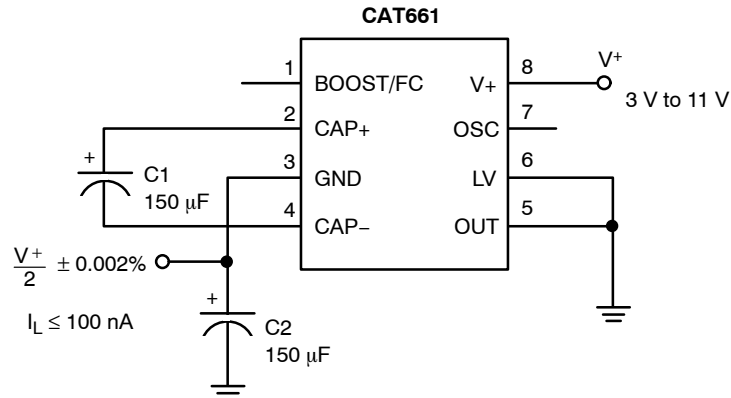 CAT661
1 BOOST/FC V+ 8 V+
3 V to 11 V
2 CAP+ OSC 7
+ C1
150 μF
3 GND LV 6
4 CAP− OUT 5
V+
2 ± 0.002%
IL ≤ 100 nA
+ C2
150 μF